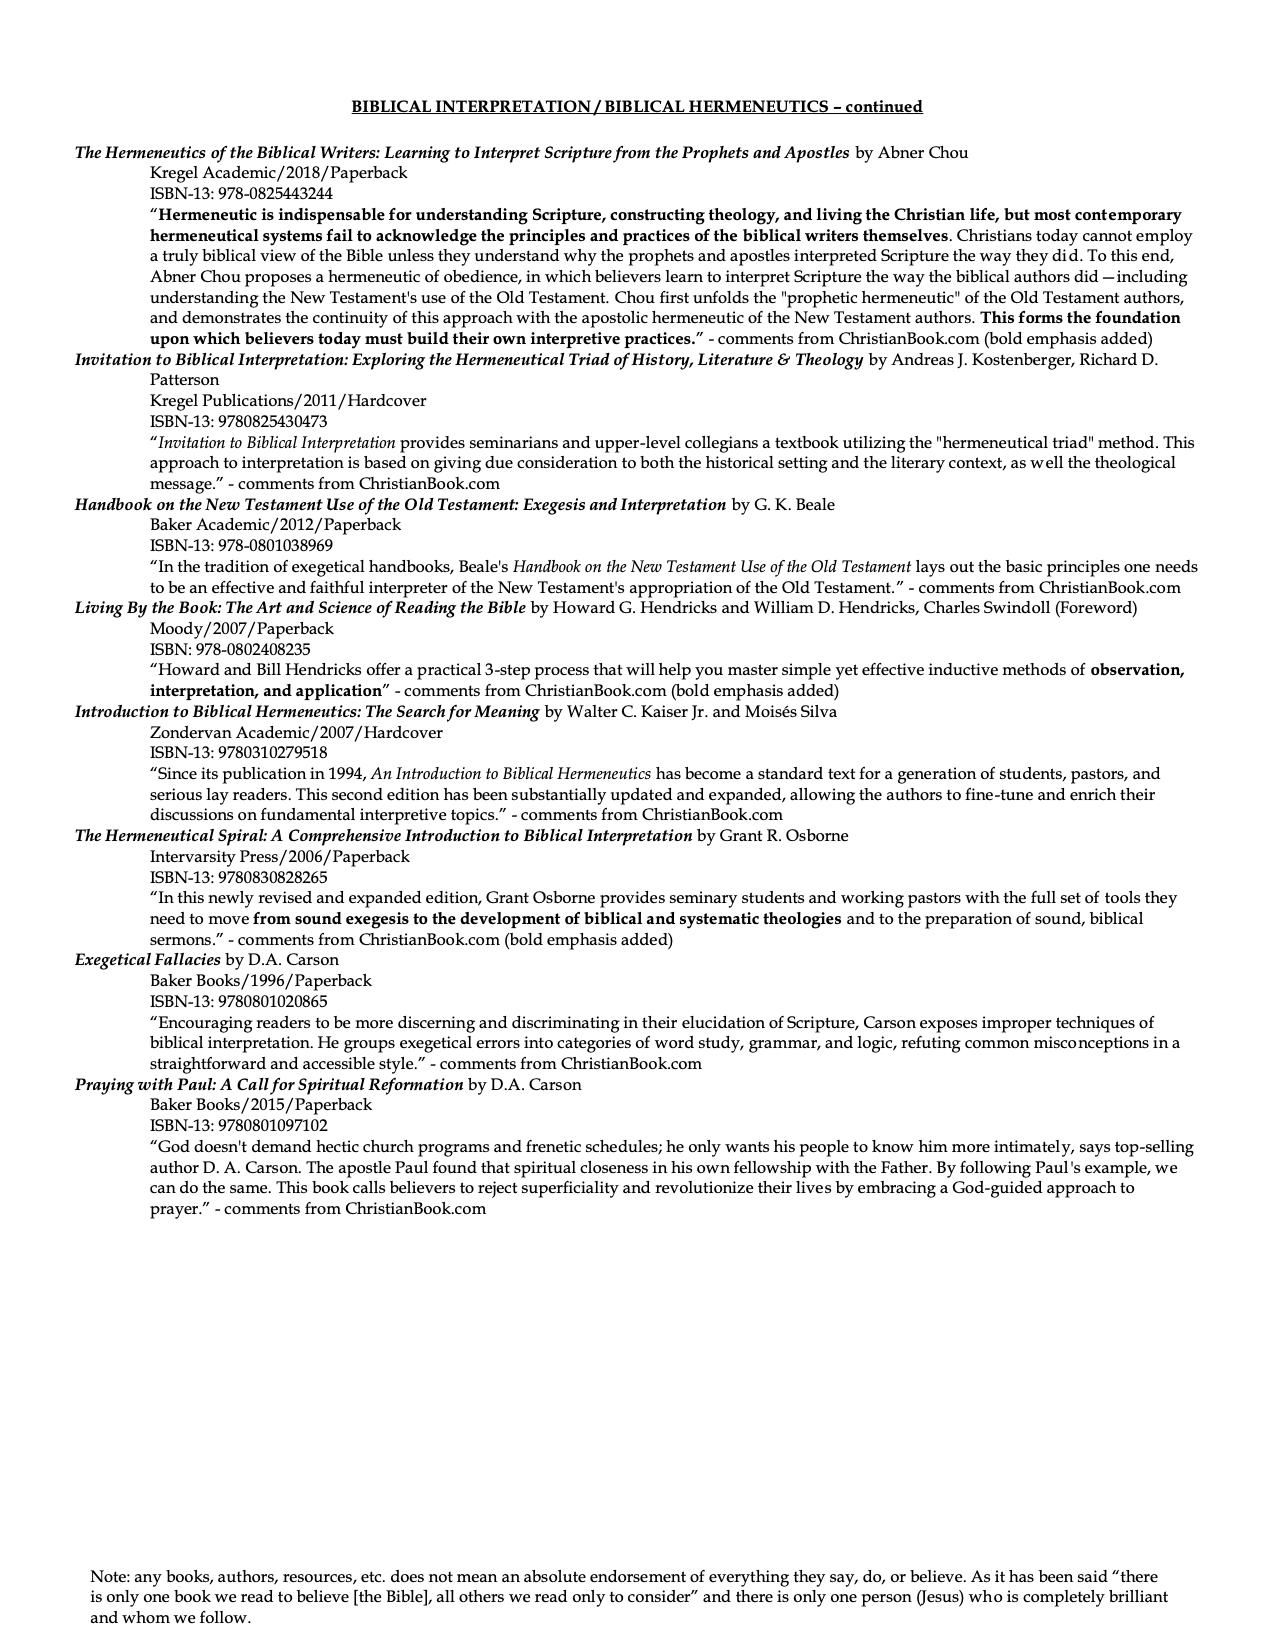 BIBLICAL INTERPRETATION / BIBLICAL HERMENEUTICS – continued
The Hermeneutics of the Biblical Writers: Learning to Interpret Scripture from the Prophets and Apostles by Abner Chou
Kregel Academic/2018/Paperback
ISBN-13: 978-0825443244
“Hermeneutic is indispensable for understanding Scripture, constructing theology, and living the Christian life, but most contemporary
hermeneutical systems fail to acknowledge the principles and practices of the biblical writers themselves. Christians today cannot employ
a truly biblical view of the Bible unless they understand why the prophets and apostles interpreted Scripture the way they did. To this end,
Abner Chou proposes a hermeneutic of obedience, in which believers learn to interpret Scripture the way the biblical authors did—including
understanding the New Testament's use of the Old Testament. Chou first unfolds the "prophetic hermeneutic" of the Old Testament authors,
and demonstrates the continuity of this approach with the apostolic hermeneutic of the New Testament authors. This forms the foundation
upon which believers today must build their own interpretive practices.” - comments from ChristianBook.com (bold emphasis added)
Invitation to Biblical Interpretation: Exploring the Hermeneutical Triad of History, Literature & Theology by Andreas J. Kostenberger, Richard D.
Patterson
Kregel Publications/2011/Hardcover
ISBN-13: 9780825430473
“Invitation to Biblical Interpretation provides seminarians and upper-level collegians a textbook utilizing the "hermeneutical triad" method. This
approach to interpretation is based on giving due consideration to both the historical setting and the literary context, as well the theological
message.” - comments from ChristianBook.com
Handbook on the New Testament Use of the Old Testament: Exegesis and Interpretation by G. K. Beale
Baker Academic/2012/Paperback
ISBN-13: 978-0801038969
“In the tradition of exegetical handbooks, Beale's Handbook on the New Testament Use of the Old Testament lays out the basic principles one needs
to be an effective and faithful interpreter of the New Testament's appropriation of the Old Testament.” - comments from ChristianBook.com
Living By the Book: The Art and Science of Reading the Bible by Howard G. Hendricks and William D. Hendricks, Charles Swindoll (Foreword)
Moody/2007/Paperback
ISBN: 978-0802408235
“Howard and Bill Hendricks offer a practical 3-step process that will help you master simple yet effective inductive methods of observation,
interpretation, and application” - comments from ChristianBook.com (bold emphasis added)
Introduction to Biblical Hermeneutics: The Search for Meaning by Walter C. Kaiser Jr. and Moisés Silva
Zondervan Academic/2007/Hardcover
ISBN-13: 9780310279518
“Since its publication in 1994, An Introduction to Biblical Hermeneutics has become a standard text for a generation of students, pastors, and
serious lay readers. This second edition has been substantially updated and expanded, allowing the authors to fine-tune and enrich their
discussions on fundamental interpretive topics.” - comments from ChristianBook.com
The Hermeneutical Spiral: A Comprehensive Introduction to Biblical Interpretation by Grant R. Osborne
Intervarsity Press/2006/Paperback
ISBN-13: 9780830828265
“In this newly revised and expanded edition, Grant Osborne provides seminary students and working pastors with the full set of tools they
need to move from sound exegesis to the development of biblical and systematic theologies and to the preparation of sound, biblical
sermons.” - comments from ChristianBook.com (bold emphasis added)
Exegetical Fallacies by D.A. Carson
Baker Books/1996/Paperback
ISBN-13: 9780801020865
“Encouraging readers to be more discerning and discriminating in their elucidation of Scripture, Carson exposes improper techniques of
biblical interpretation. He groups exegetical errors into categories of word study, grammar, and logic, refuting common misconceptions in a
straightforward and accessible style.” - comments from ChristianBook.com
Praying with Paul: A Call for Spiritual Reformation by D.A. Carson
Baker Books/2015/Paperback
ISBN-13: 9780801097102
“God doesn't demand hectic church programs and frenetic schedules; he only wants his people to know him more intimately, says top-selling
author D. A. Carson. The apostle Paul found that spiritual closeness in his own fellowship with the Father. By following Paul's example, we
can do the same. This book calls believers to reject superficiality and revolutionize their lives by embracing a God-guided approach to
prayer.” - comments from ChristianBook.com
Note: any books, authors, resources, etc. does not mean an absolute endorsement of everything they say, do, or believe. As it has been said “there
is only one book we read to believe [the Bible], all others we read only to consider” and there is only one person (Jesus) who is completely brilliant
and whom we follow.